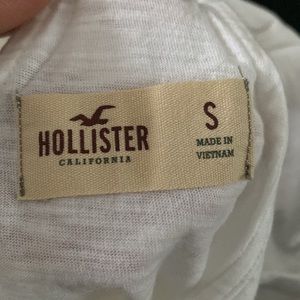 HOLLISTER
CALIFORNIA
S
MADE IN
VIETNAM